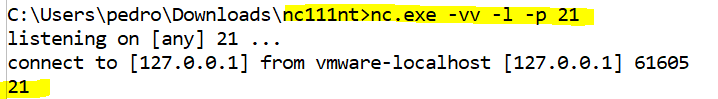 C:\Users\pedro\Downloads\nc111nt>nc.exe -vv -l -p 21
listening on [any] 21 ...
connect to [127.0.0.1] from vmware-localhost [127.0.0.1] 61605
21